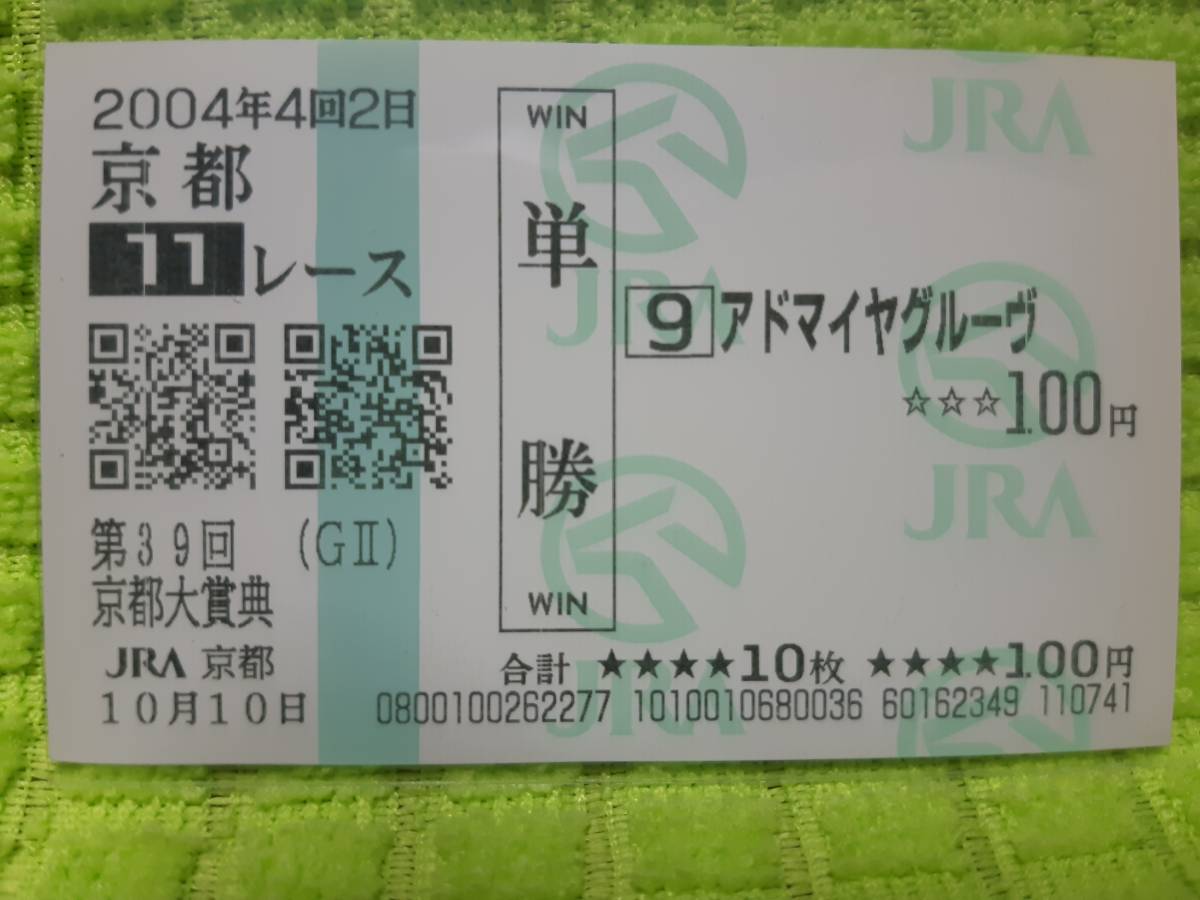 2004年4回2日
京都
11レース
第39回 (GⅡ)
京都大賞典
JRA 京都
10月10日
WIN
単勝
WIN
9 アドマイヤグルーヴ
☆☆☆100円
合計 ★★★★10枚 ★★★★100円
0800100262277 1010010680036 60162349 110741
JRA
JRA
JRA
JRA